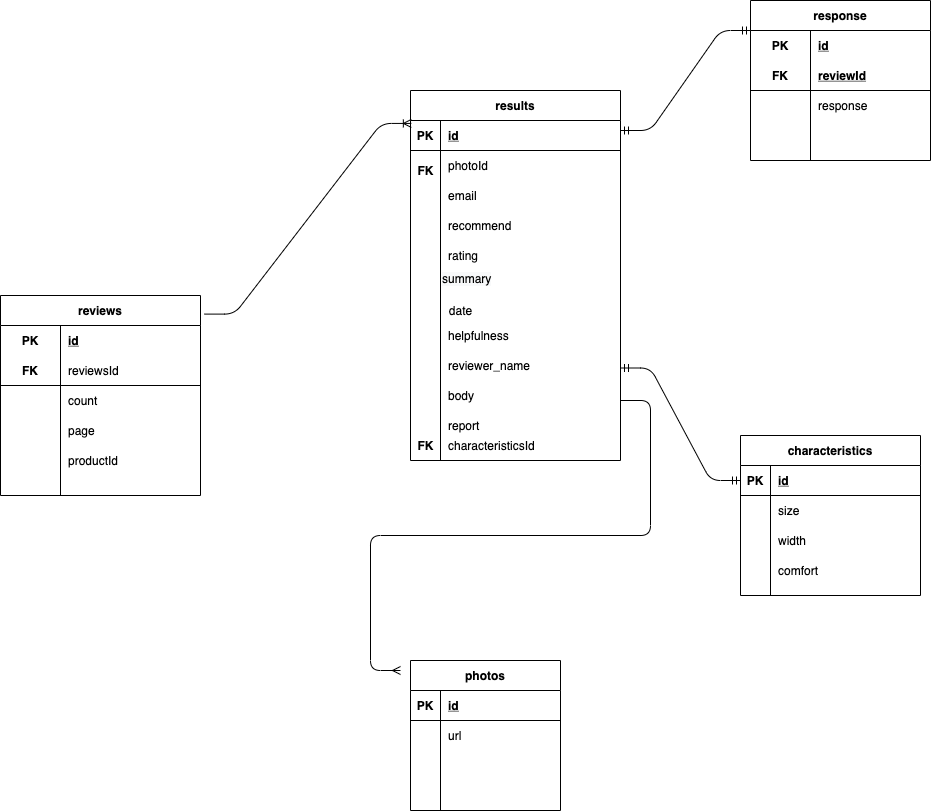 response
PK id
FK reviewId
response
results
PK id
FK photoId
email
recommend
rating
summary
date
helpfulness
reviewer_name
body
report
FK characteristicsId
reviews
PK id
FK reviewsId
count
page
productId
characteristics
PK id
size
width
comfort
photos
PK id
url